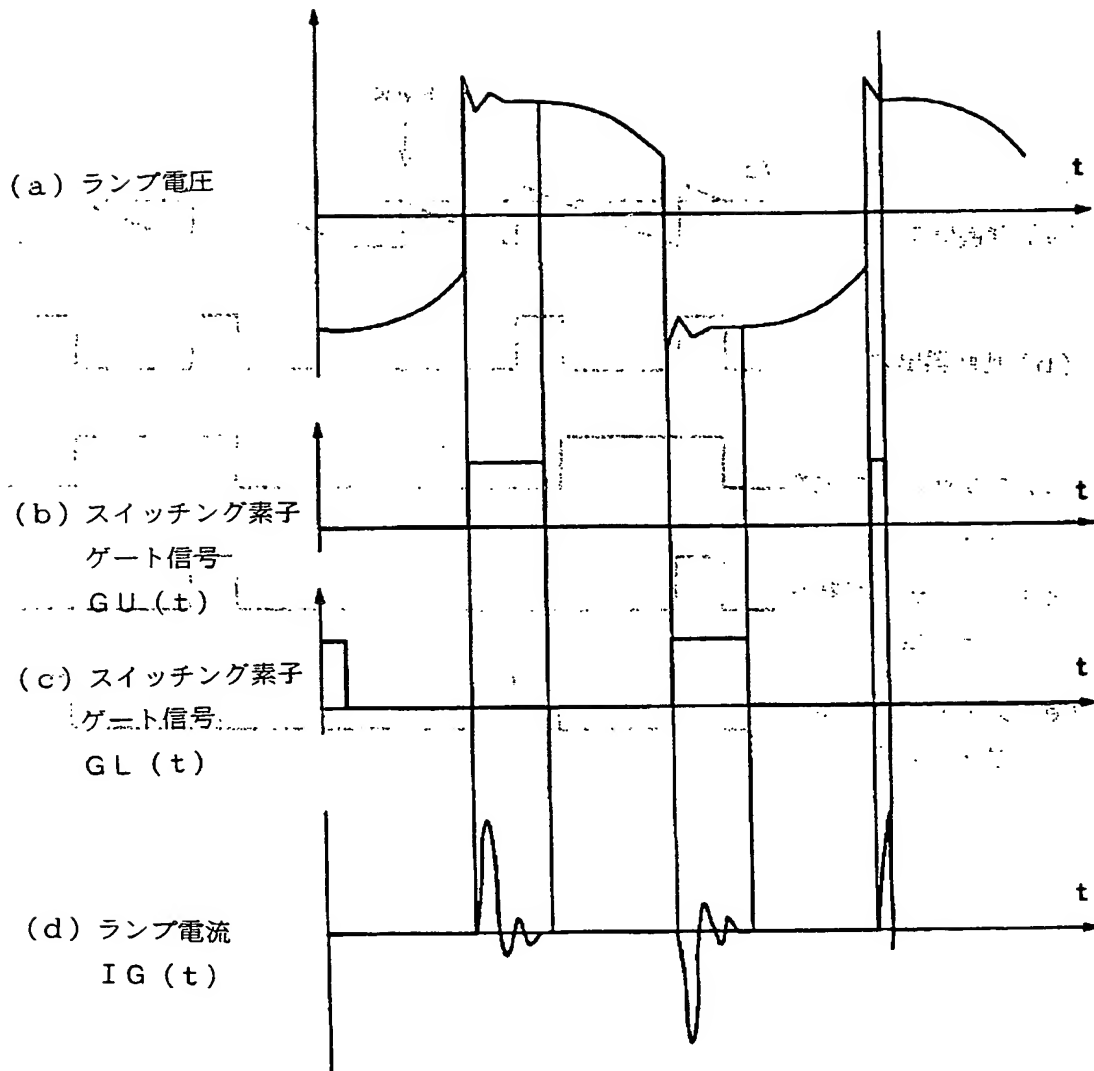 (a) ランプ電圧
t
t
(b) スイッチング素子
ゲート信号
GU (t)
t
(c) スイッチング素子
ゲート信号
GL (t)
t
(d) ランプ電流
IG (t)